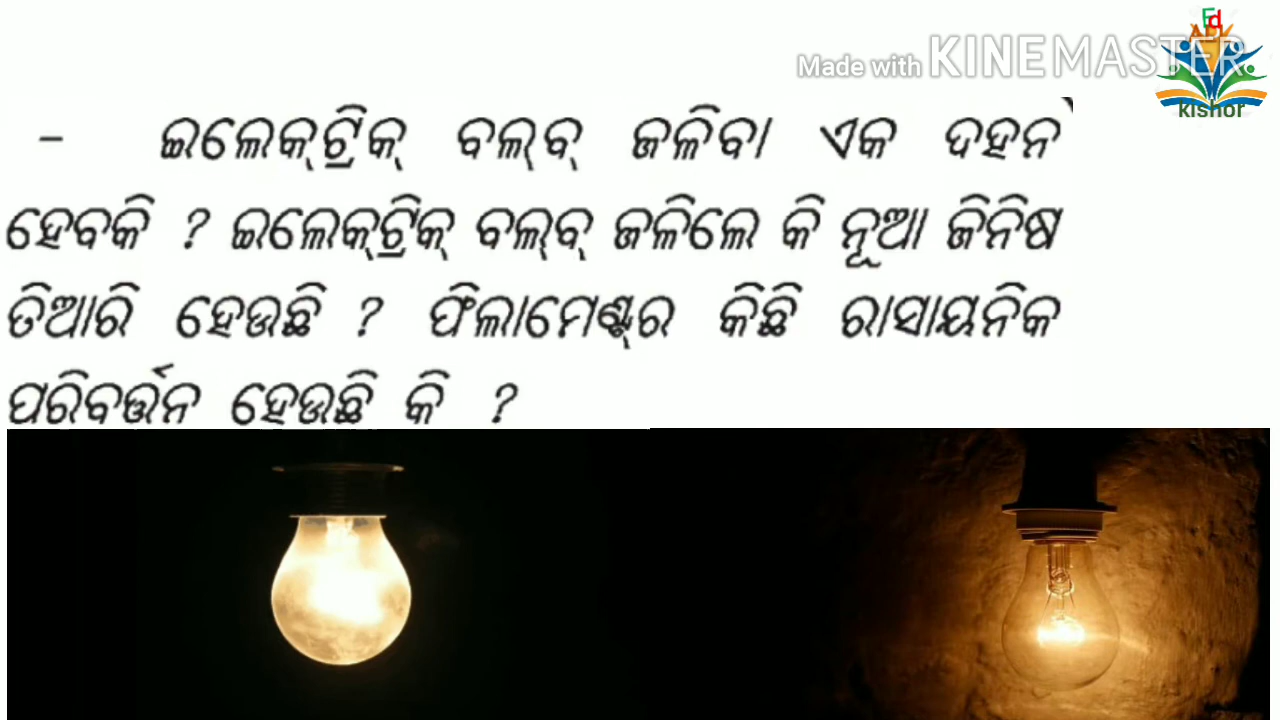 Made with KINEMASTER
Ed
kishor
– ଇଲେକ୍ଟ୍ରିକ୍ ବଲ୍‌ବ୍ ଜଳିବା ଏକ ଦହନ
ହେବକି ? ଇଲେକ୍ଟ୍ରିକ୍ ବଲ୍‌ବ୍ ଜଳିଲେ କି ନୂଆ ଜିନିଷ
ତିଆରି ହେଉଛି ? ଫିଲାମେଣ୍ଟ୍‌ର କିଛି ରାସାୟନିକ
ପରିବର୍ତ୍ତନ ହେଉଛି କି ?